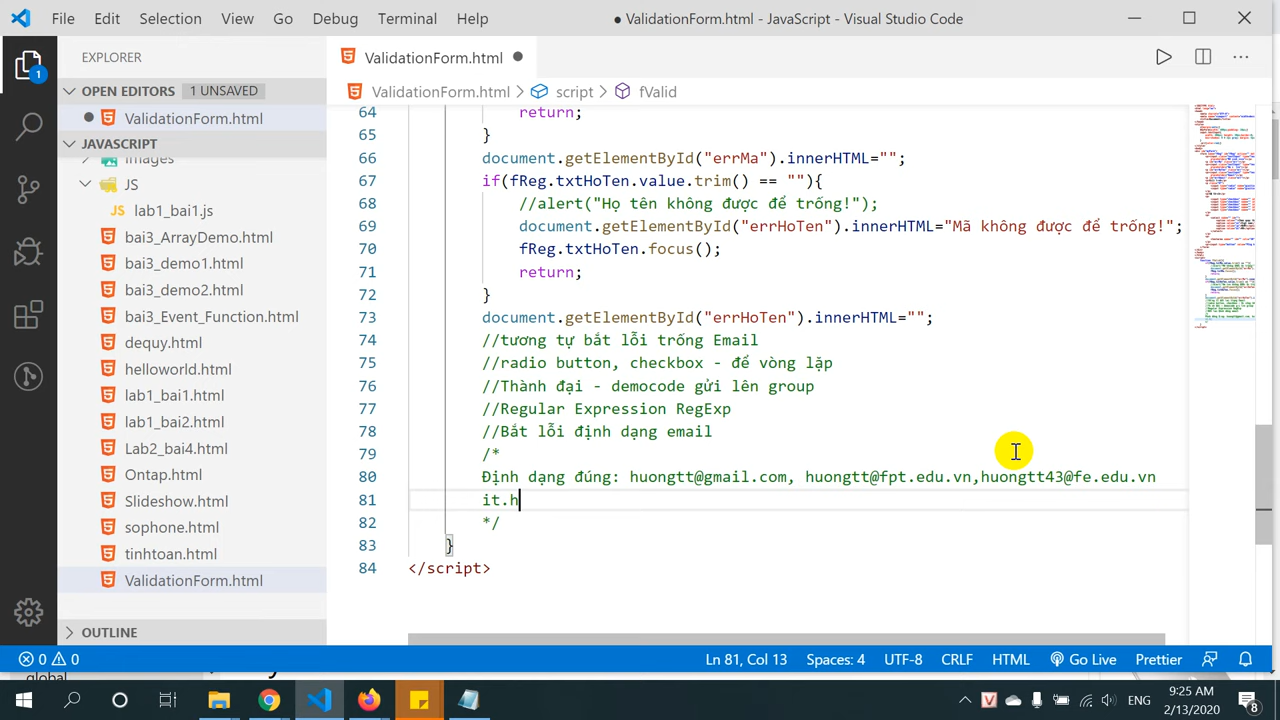 File Edit Selection View Go Debug Terminal Help ● ValidationForm.html - JavaScript - Visual Studio Code
EXPLORER
OPEN EDITORS 1 UNSAVED
ValidationForm.html
JAVASCRIPT
images
JS
JS lab1_bai1.js
bai3_ArrayDemo.html
bai3_demo1.html
bai3_demo2.html
bai3_Event_Function.html
dequy.html
helloworld.html
lab1_bai1.html
lab1_bai2.html
Lab2_bai4.html
Ontap.html
Slideshow.html
sophone.html
tinhtoan.html
ValidationForm.html
OUTLINE
1
ValidationForm.html
ValidationForm.html > script > fValid
64 return;
65 }
66 document.getElementById("errMa").innerHTML="";
67 if(fReg.txtHoTen.value.trim() == ""){
68 //alert("Họ tên không được để trống!");
69 document.getElementById("errHoTen").innerHTML="Mã không được để trống!";
70 fReg.txtHoTen.focus();
71 return;
72 }
73 document.getElementById("errHoTen").innerHTML="";
74 //tương tự bắt lỗi trống Email
75 //radio button, checkbox - để vòng lặp
76 //Thành đại - democode gửi lên group
77 //Regular Expression RegExp
78 //Bắt lỗi định dạng email
79 /*
80 Định dạng đúng: huongtt@gmail.com, huongtt@fpt.edu.vn,huongtt43@fe.edu.vn
81 it.h
82 */
83 }
84 </script>
0 0 Ln 81, Col 13 Spaces: 4 UTF-8 CRLF HTML Go Live Prettier
global
ENG
9:25 AM
2/13/2020
8